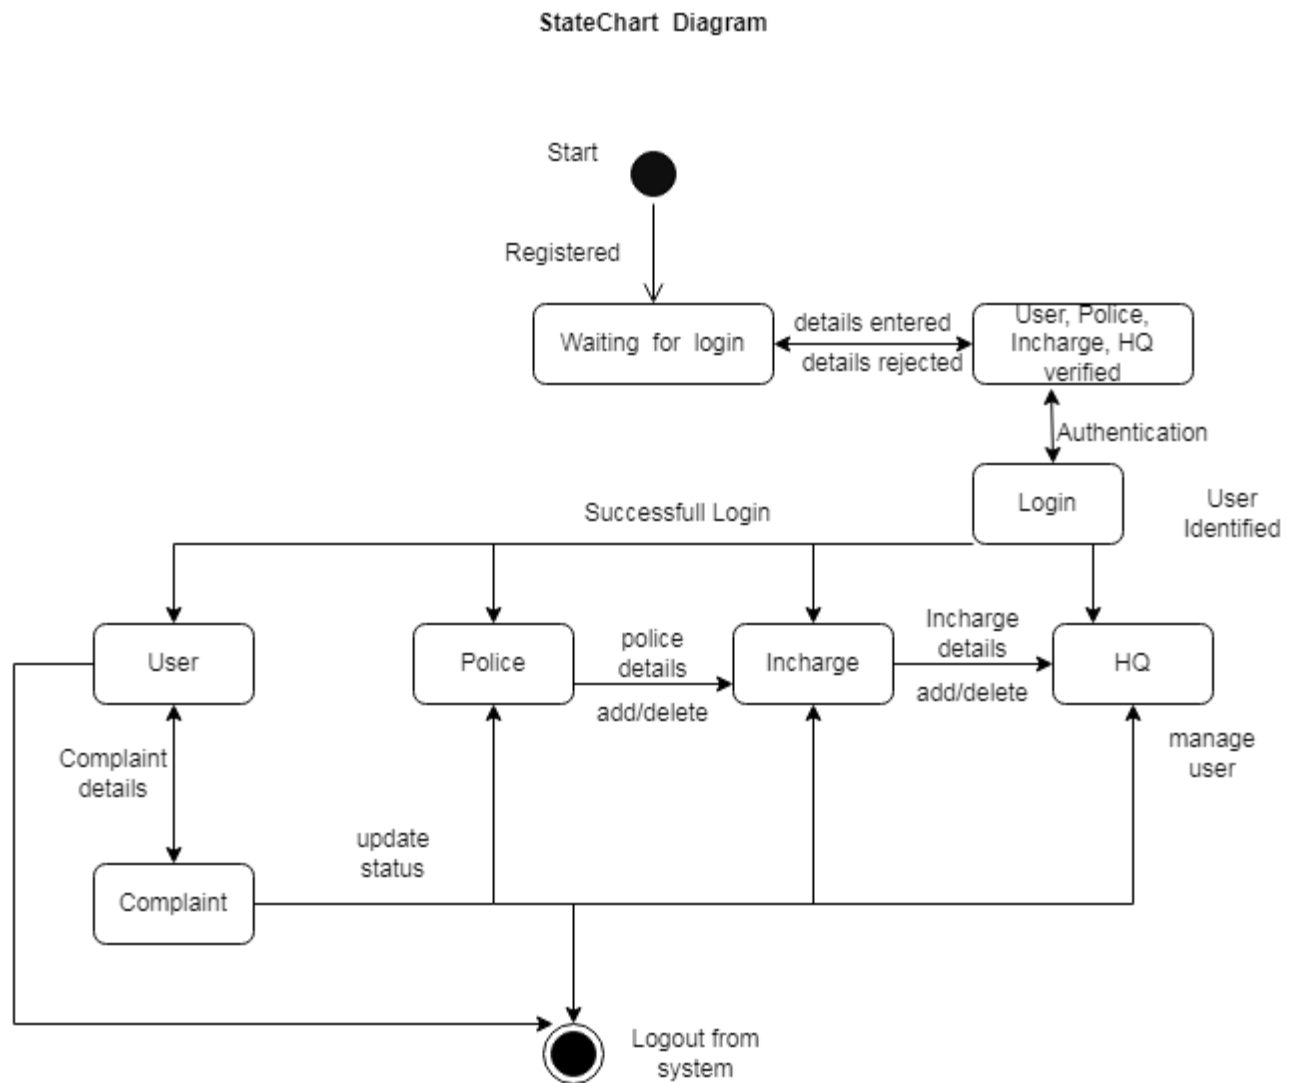 StateChart Diagram
Start
Registered
Waiting for login
details entered
details rejected
User, Police,
Incharge, HQ
verified
Authentication
Login
User
Identified
Successfull Login
User
Police
police
details
add/delete
Incharge
Incharge
details
add/delete
HQ
manage
user
Complaint
details
update
status
Complaint
Logout from
system